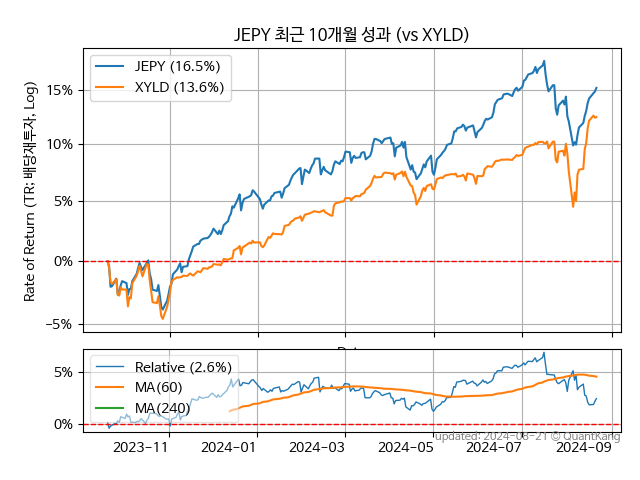 JEPY 최근 10개월 성과 (vs XYLD)
Rate of Return (TR: 배당재투자, Log)
JEPY (16.5%)
XYLD (13.6%)
15%
10%
5%
0%
−5%
Relative (2.6%)
MA(60)
MA(240)
5%
0%
2023−11
2024−01
2024−03
2024−05
2024−07
2024−09
updated: 2024−08−21 © QuantKang